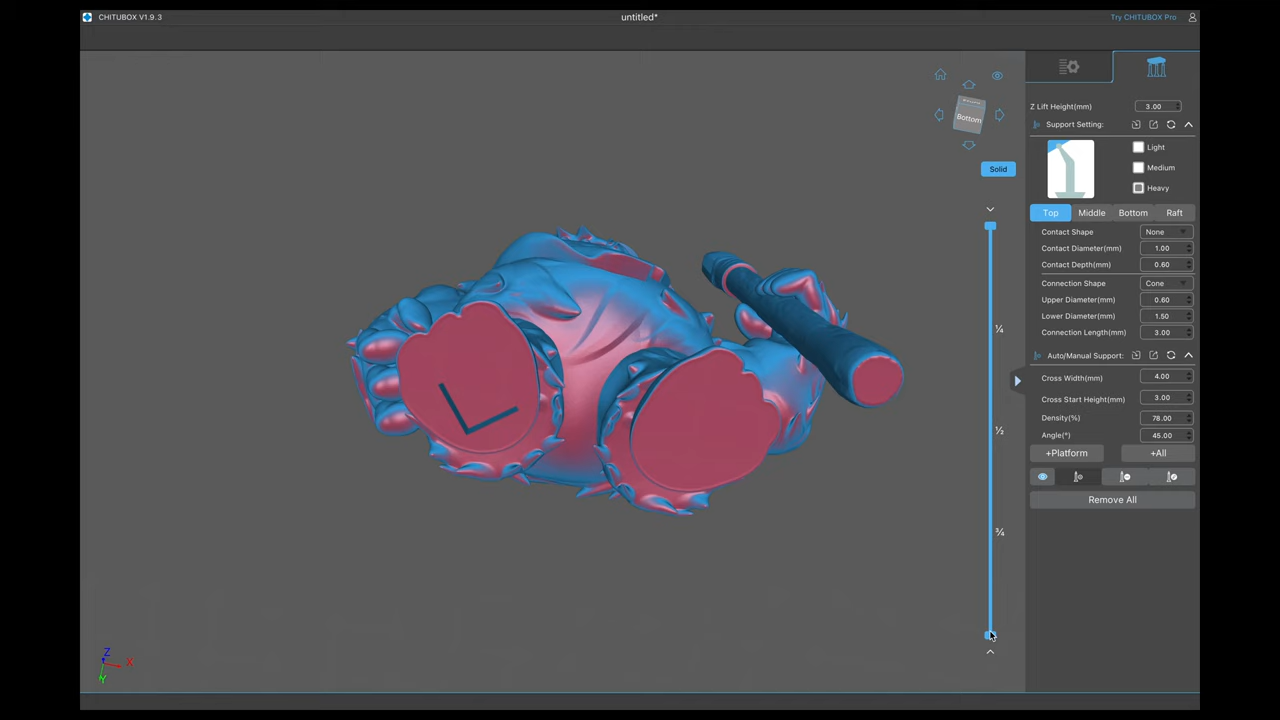 CHITUBOX V1.9.3
untitled*
Try CHITUBOX Pro
Z Lift Height(mm)
3.00
Bottom
Support Setting:
Light
Medium
Heavy
Solid
Top
Middle
Bottom
Raft
Contact Shape
None
Contact Diameter(mm)
1.00
Contact Depth(mm)
0.60
Connection Shape
Cone
Upper Diameter(mm)
0.60
Lower Diameter(mm)
1.50
Connection Length(mm)
3.00
¼
Auto/Manual Support:
Cross Width(mm)
4.00
Cross Start Height(mm)
3.00
Density(%)
78.00
Angle(°)
45.00
½
+Platform
+All
Remove All
¾
Z
X
Y